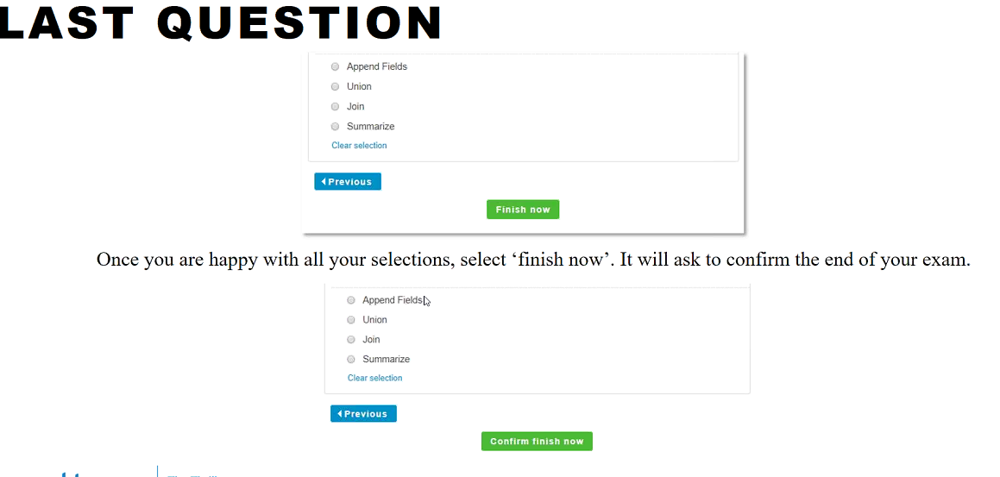 LAST QUESTION
Append Fields
Union
Join
Summarize
Clear selection
Previous
Finish now
Once you are happy with all your selections, select ‘finish now’. It will ask to confirm the end of your exam.
Append Fields
Union
Join
Summarize
Clear selection
Previous
Confirm finish now